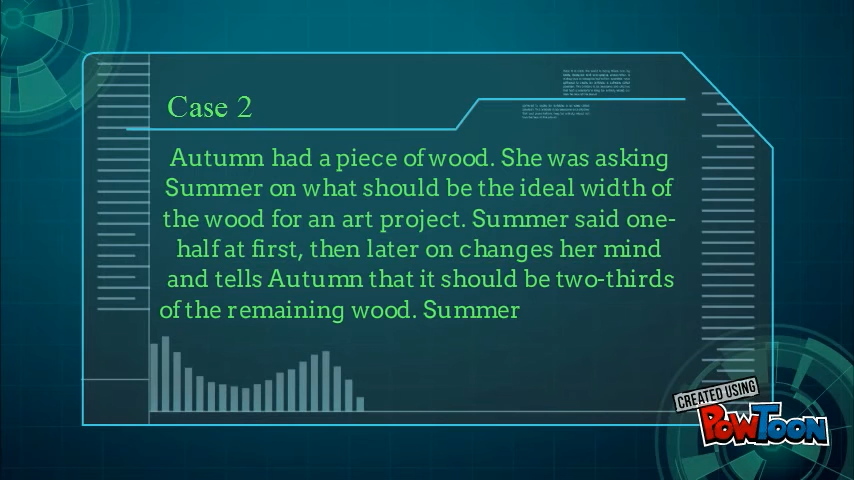 Case 2
Autumn had a piece of wood. She was asking
Summer on what should be the ideal width of
the wood for an art project. Summer said one-
half at first, then later on changes her mind
and tells Autumn that it should be two-thirds
of the remaining wood. Summer
CREATED USING
POWTOON